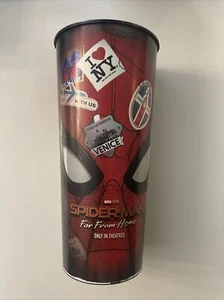 I ♥
NY
WITH US
VENICE
SPIDER-MAN
Far From Home
ONLY IN THEATRES